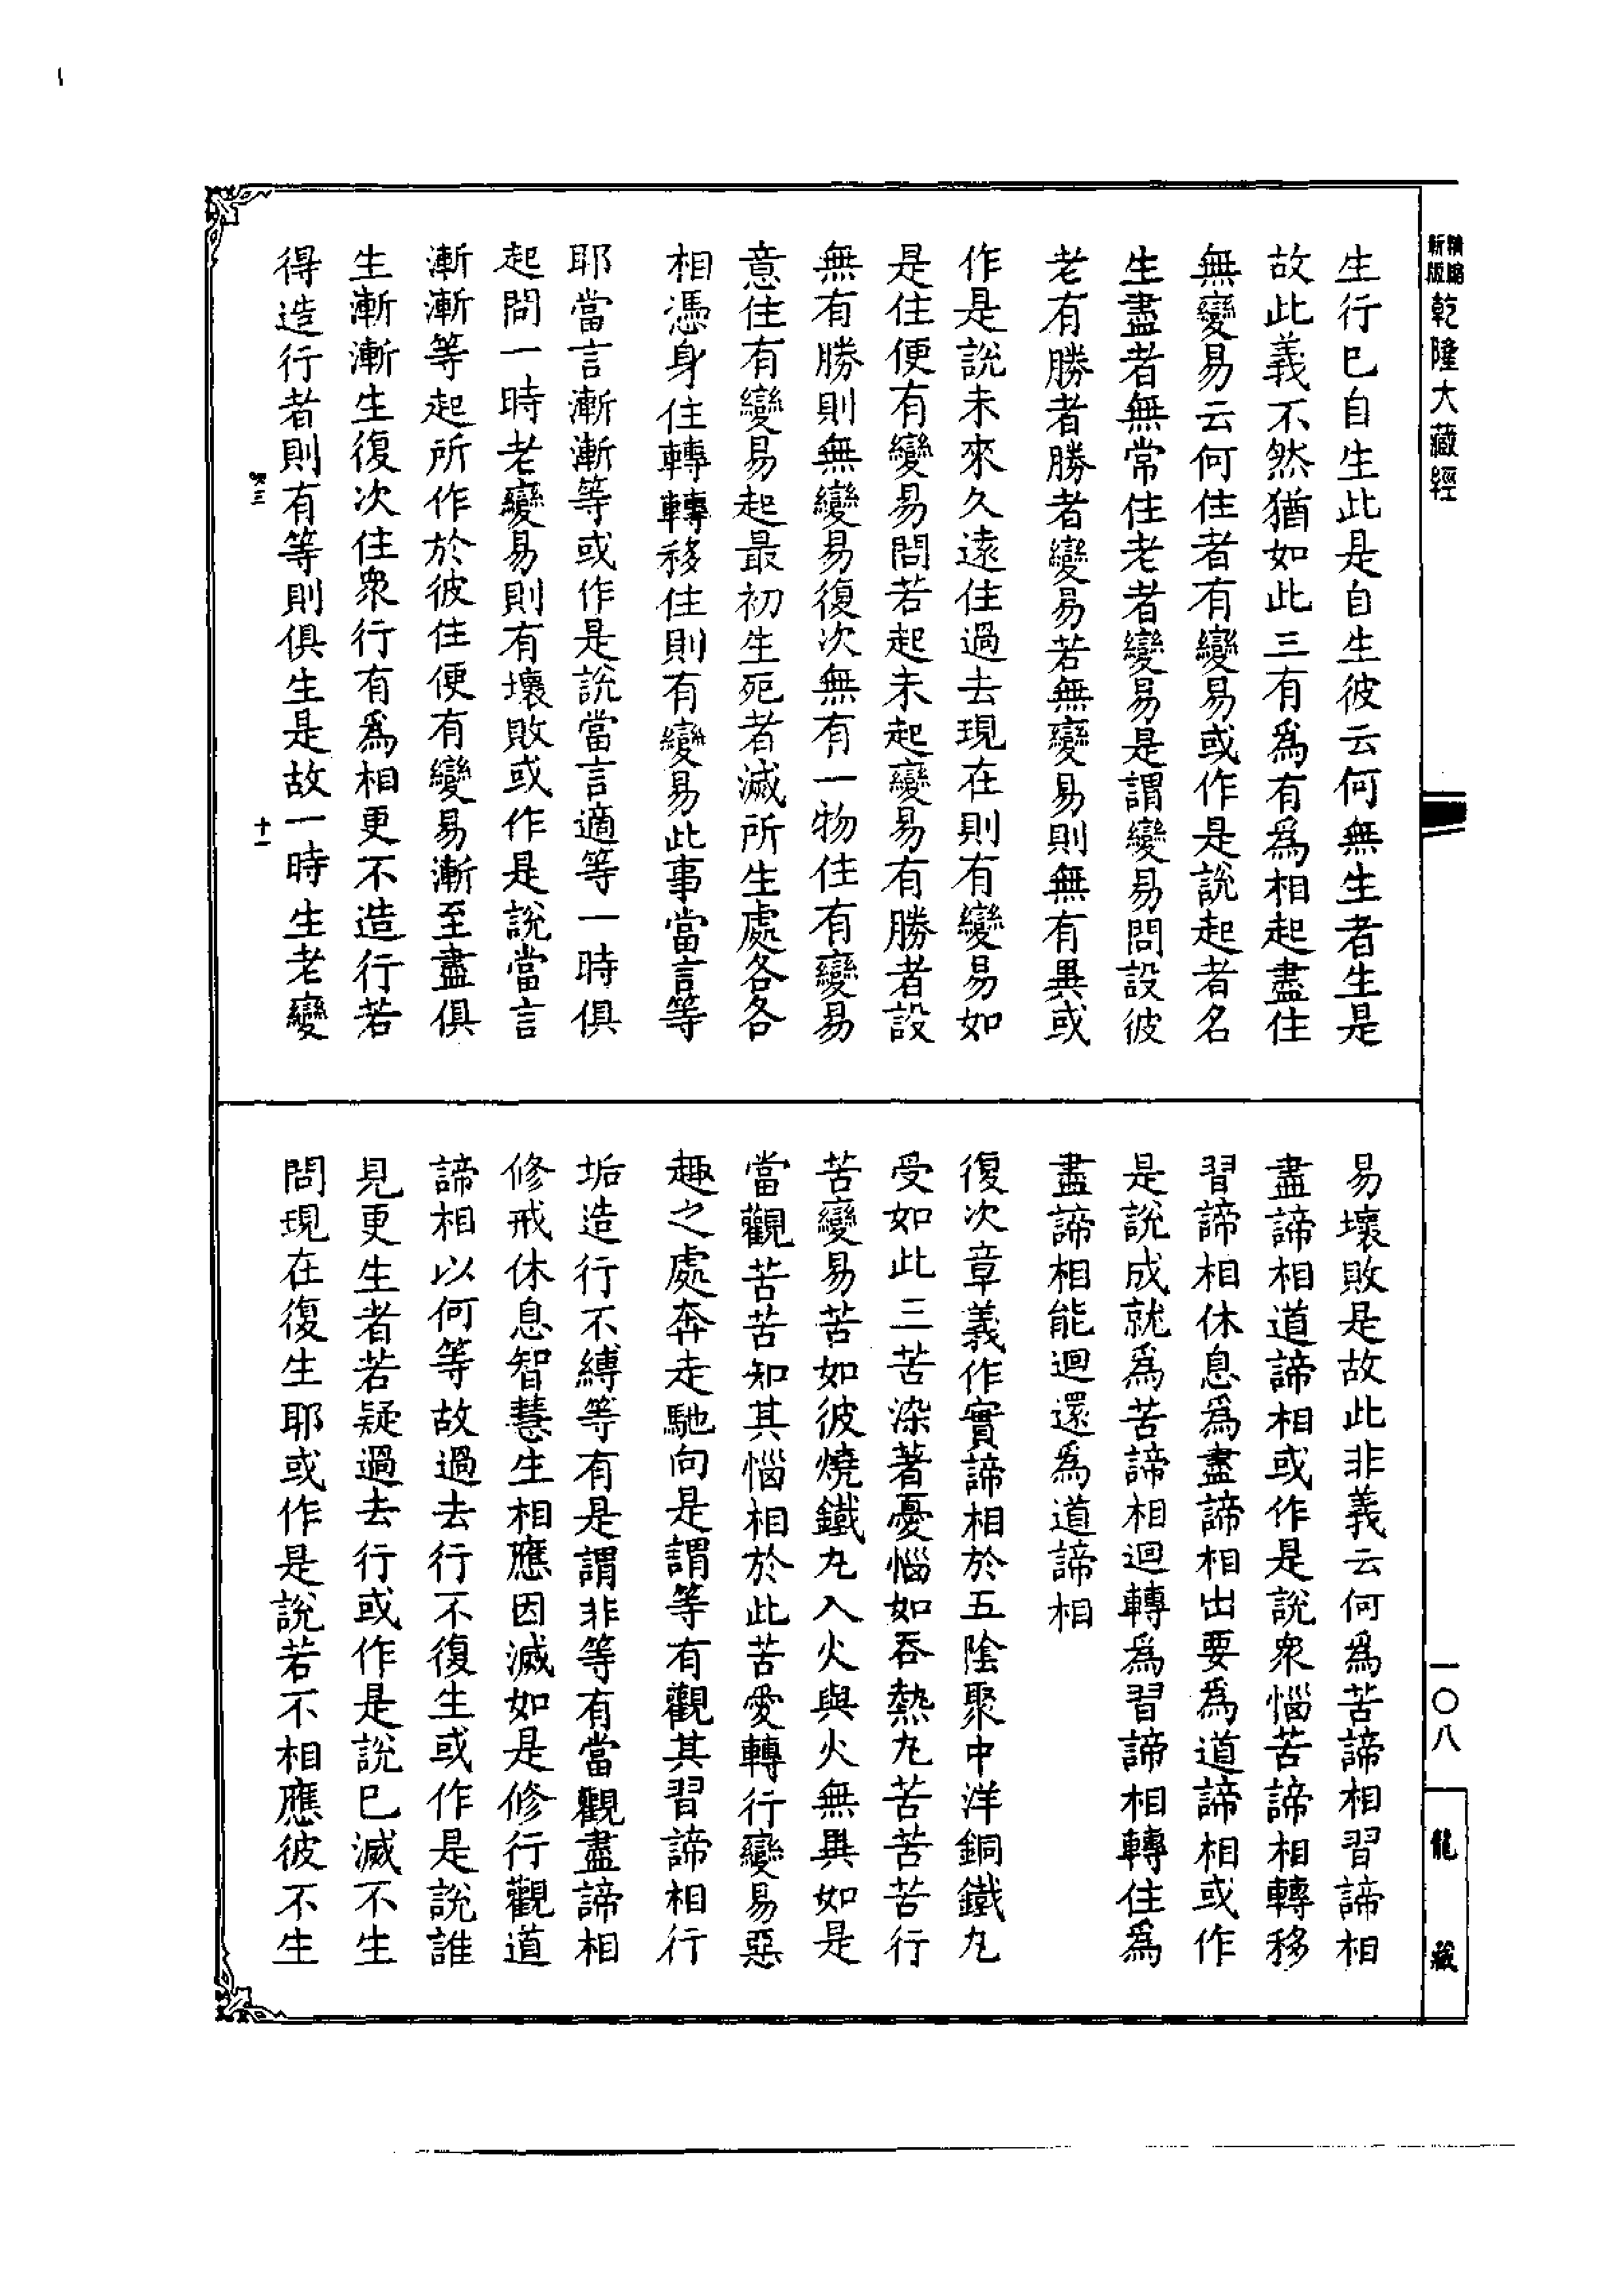 精縮
新版
乾隆大藏經
生行已自生此是自生彼云何無生者生是
故此義不然猶如此三有爲有爲相起盡住
無變易云何住者有變易或作是說起者名
生盡者無常住老者變易是謂變易問設彼
老有勝者勝者變易若無變易則無有異或
作是說未來久遠住過去現在則有變易如
是住便有變易問若起未起變易有勝者設
無有勝則無變易復次無有一物住有變易
意住有變易起最初生死者滅所生處各各
相憑身住轉轉移住則有變易此事當言等
耶當言漸漸等或作是說當言適等一時俱
起問一時老變易則有壞敗或作是說當言
漸漸等起所作於彼住便有變易漸至盡俱
生漸漸生復次住衆行有爲相更不造行若
得造行者則有等則俱生是故一時生老變
十一
易壞敗是故此非義云何爲苦諦相習諦相
盡諦相道諦相或作是說衆惱苦諦相轉移
習諦相休息爲盡諦相出要爲道諦相或作
是說成就爲苦諦相迴轉爲習諦相轉住爲
盡諦相能迴還爲道諦相
復次章義作實諦相於五陰聚中洋銅鐵丸
受如此三苦染著憂惱如吞熱丸苦苦苦行
苦變易苦如彼燒鐵丸入火與火無異如是
當觀苦苦知其惱相於此苦愛轉行變易惡
趣之處奔走馳向是謂等有觀其習諦相行
垢造行不縛等有是謂非等有當觀盡諦相
修戒休息智慧生相應因滅如是修行觀道
諦相以何等故過去行不復生或作是說誰
見更生者若疑過去行或作是說已滅不生
問現在復生耶或作是說若不相應彼不生
一〇八
龍藏